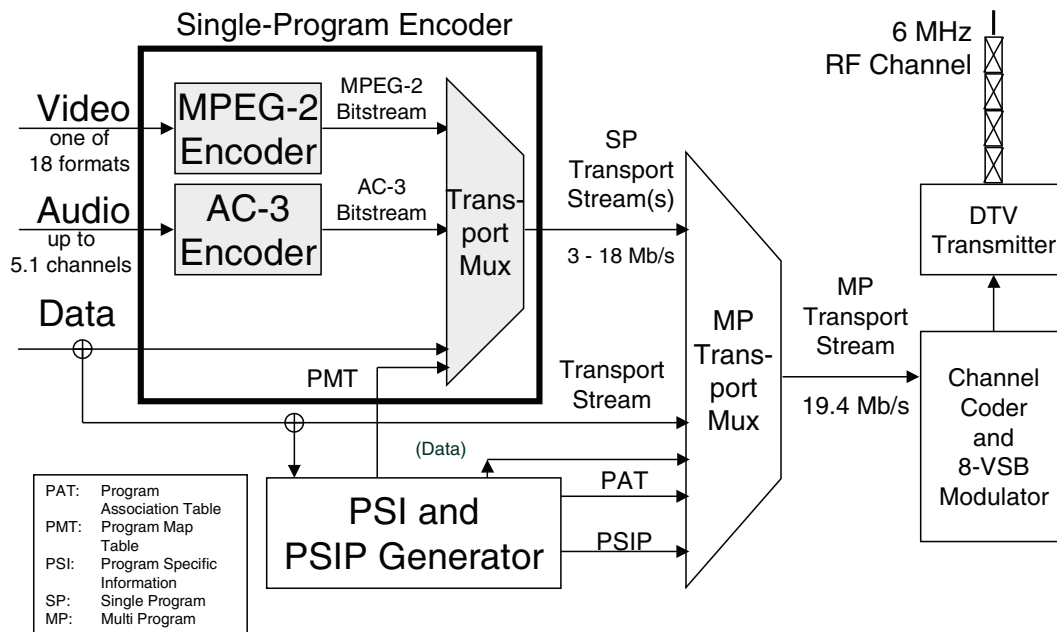 Single-Program Encoder
6 MHz
RF Channel
Video
one of
18 formats
MPEG-2
Encoder
MPEG-2
Bitstream
Audio
up to
5.1 channels
AC-3
Encoder
AC-3
Bitstream
Trans-
port
Mux
SP
Transport
Stream(s)
3 - 18 Mb/s
DTV
Transmitter
Data
PMT
Transport
Stream
MP
Trans-
port
Mux
MP
Transport
Stream
19.4 Mb/s
Channel
Coder
and
8-VSB
Modulator
(Data)
PAT
PSIP
PSI and
PSIP Generator
PAT: Program
Association Table
PMT: Program Map
Table
PSI: Program Specific
Information
SP: Single Program
MP: Multi Program